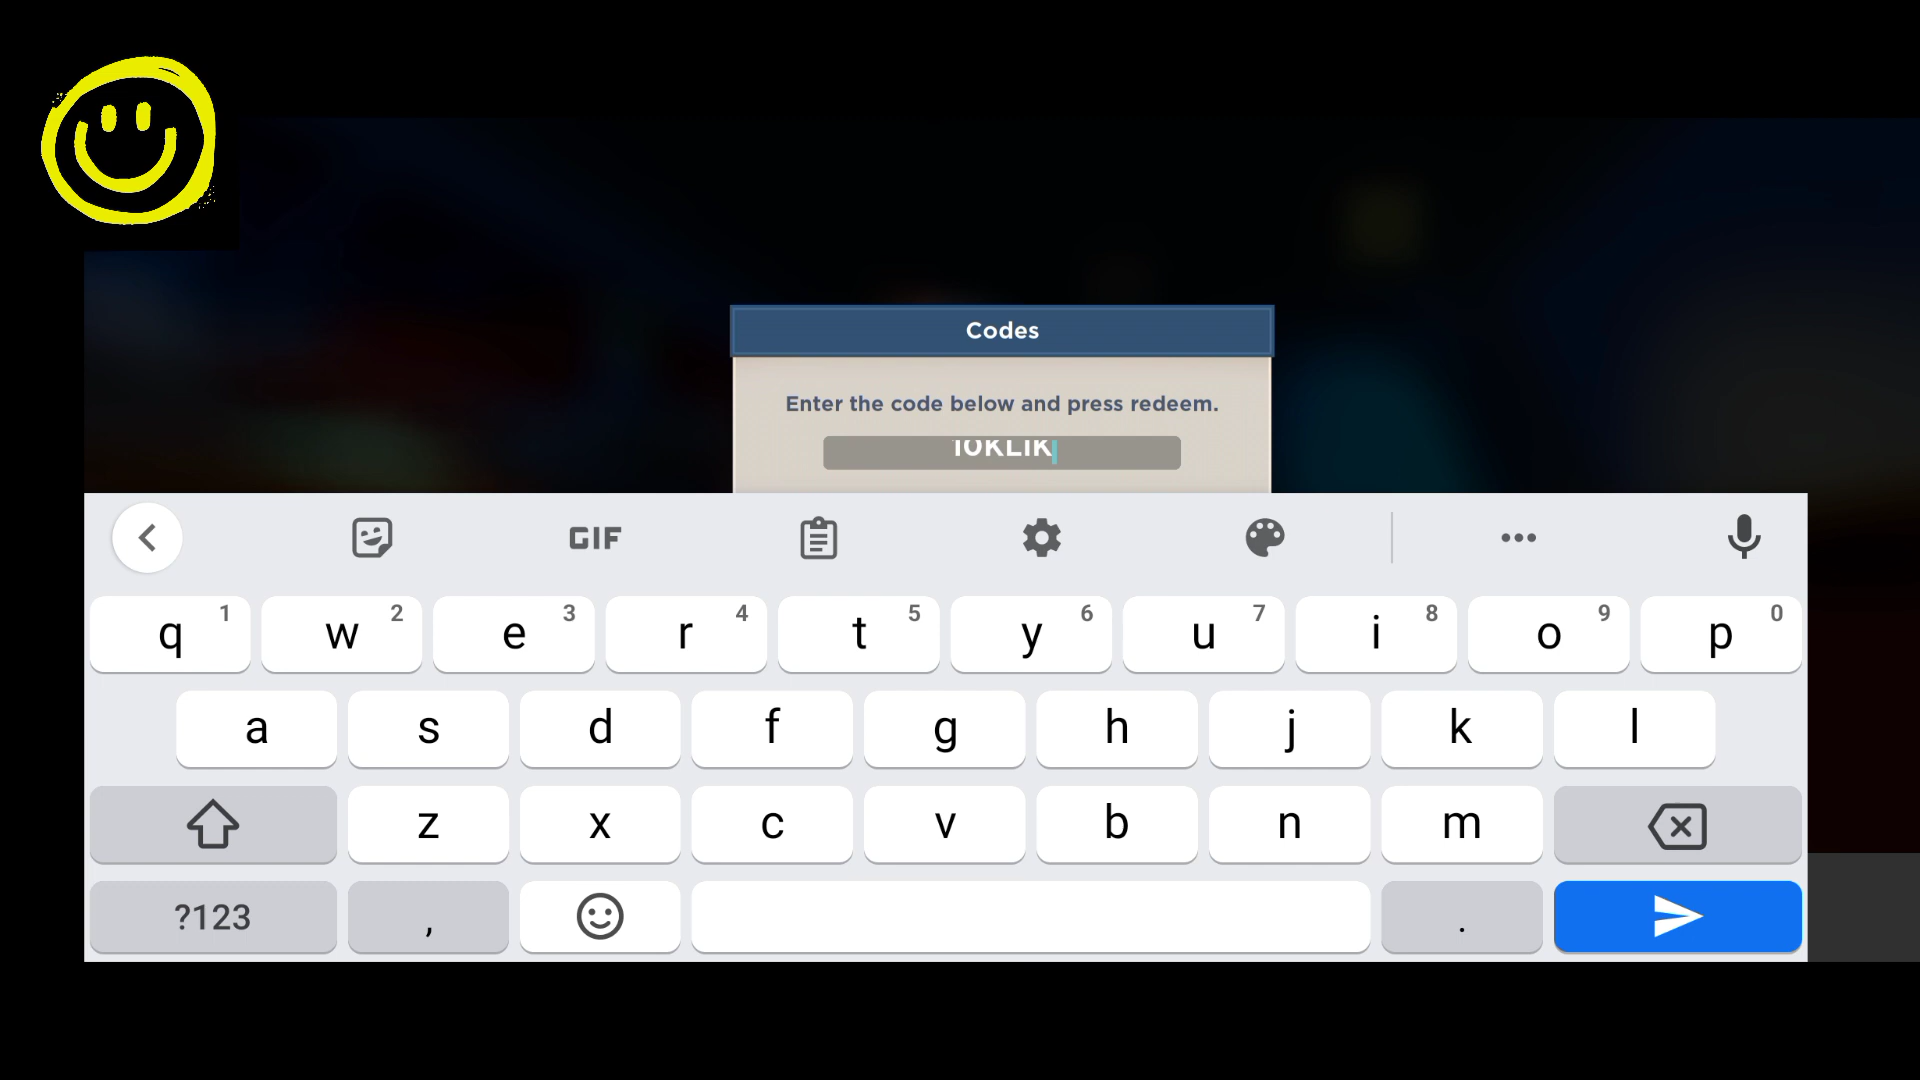 Codes
Enter the code below and press redeem.
GIF
q 1 w 2 e 3 r 4 t 5 y 6 u 7 i 8 o 9 p 0
a s d f g h j k l
z x c v b n m
?123 , .